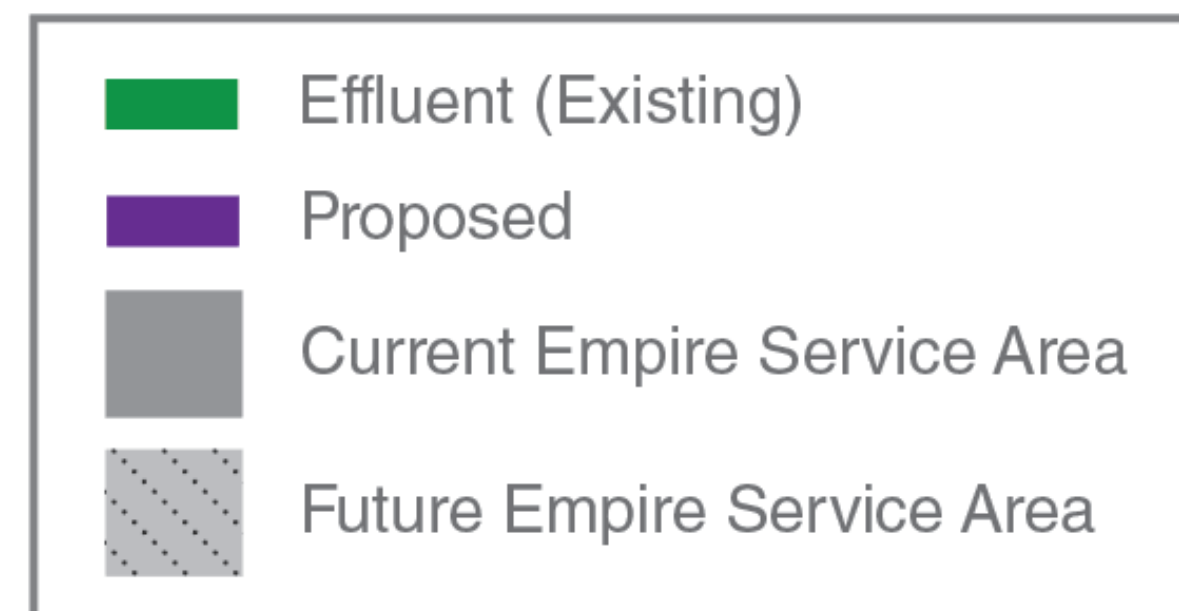 Effluent (Existing)
Proposed
Current Empire Service Area
Future Empire Service Area